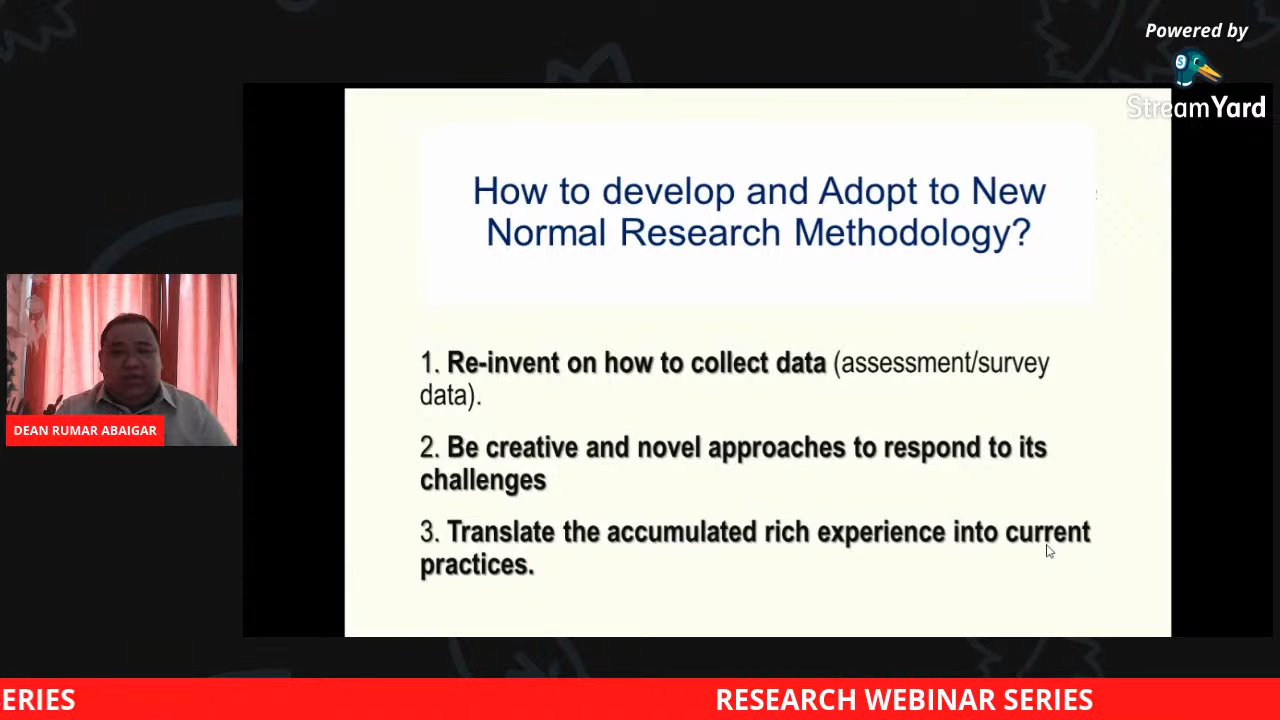 Powered by
StreamYard
How to develop and Adopt to New
Normal Research Methodology?
1. Re-invent on how to collect data (assessment/survey
data).
2. Be creative and novel approaches to respond to its
challenges
3. Translate the accumulated rich experience into current
practices.
DEAN RUMAR ABAIGAR
ERIES
RESEARCH WEBINAR SERIES